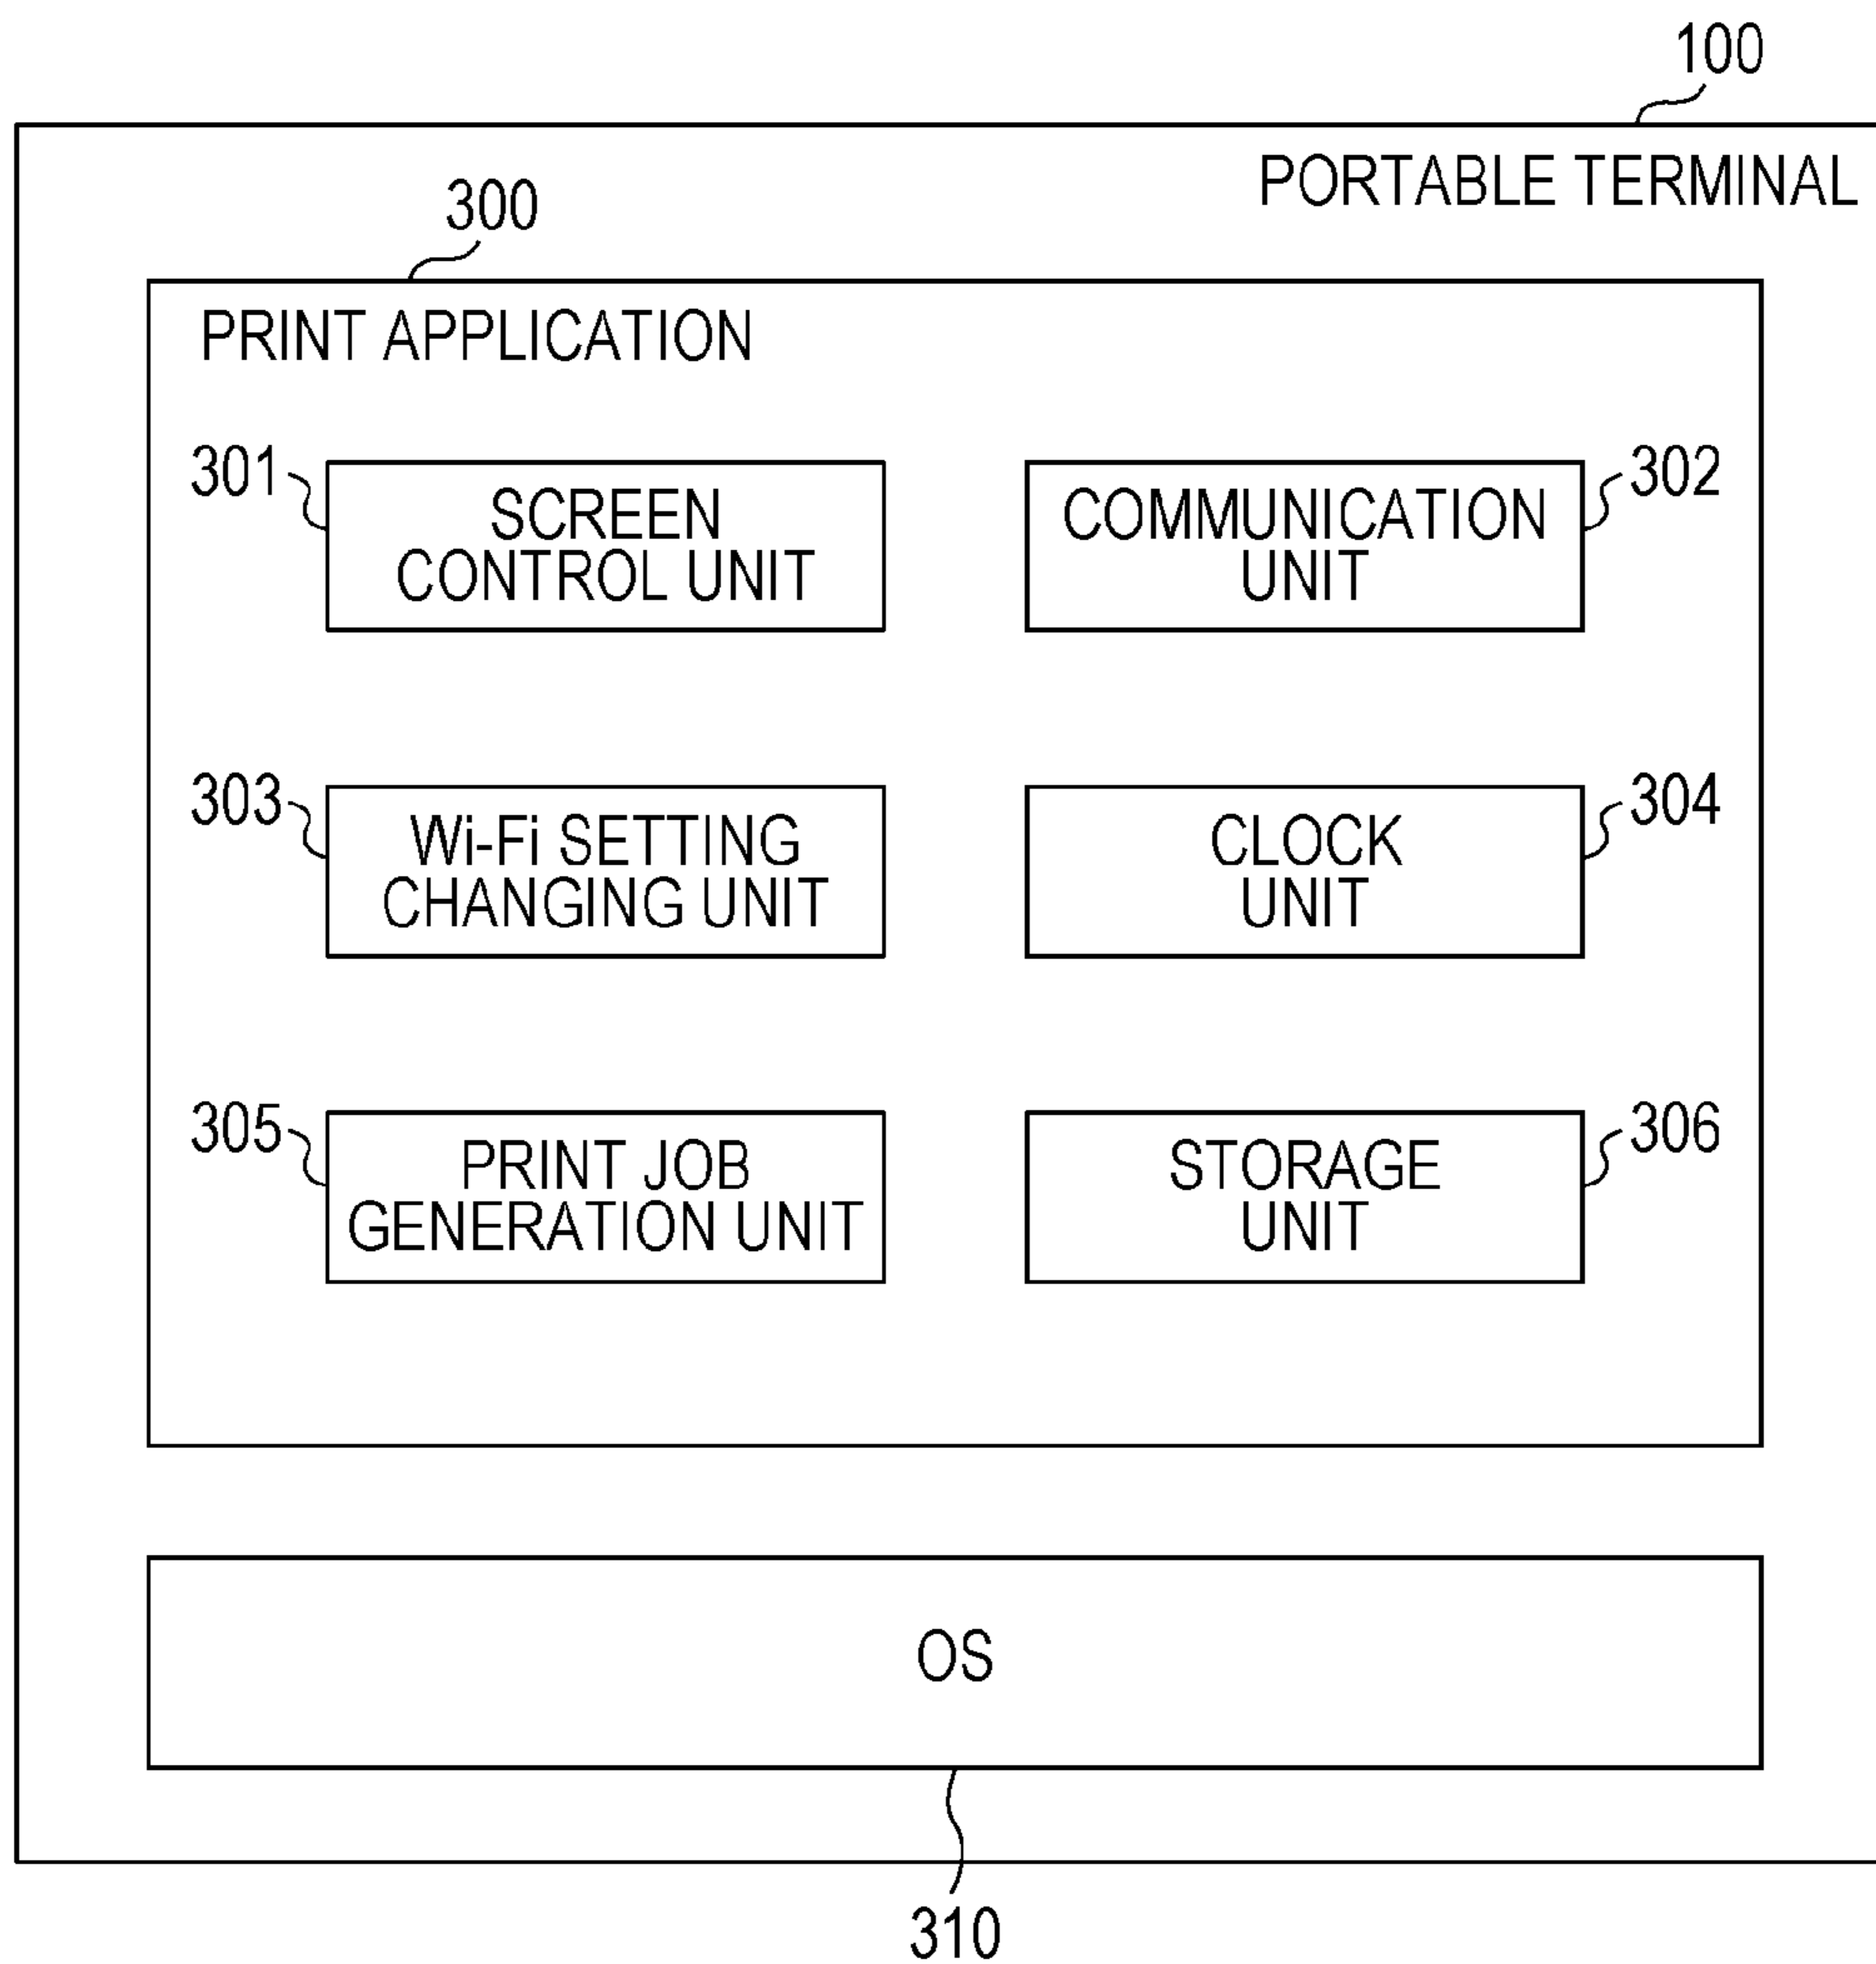 100
PORTABLE TERMINAL
300
PRINT APPLICATION
301
SCREEN
CONTROL UNIT
COMMUNICATION
UNIT
302
303
Wi-Fi SETTING
CHANGING UNIT
CLOCK
UNIT
304
305
PRINT JOB
GENERATION UNIT
STORAGE
UNIT
306
OS
310